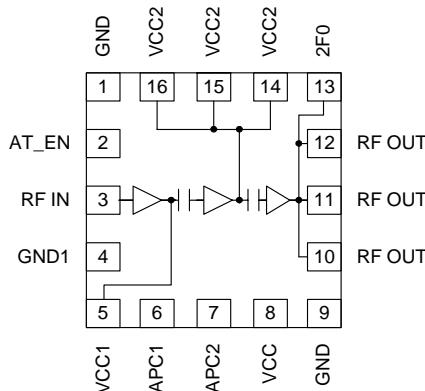 GND
VCC2
VCC2
VCC2
2F0
1
16
15
14
13
AT_EN
2
12
RF OUT
RF IN
3
11
RF OUT
GND1
4
10
RF OUT
5
6
7
8
9
VCC1
APC1
APC2
VCC
GND